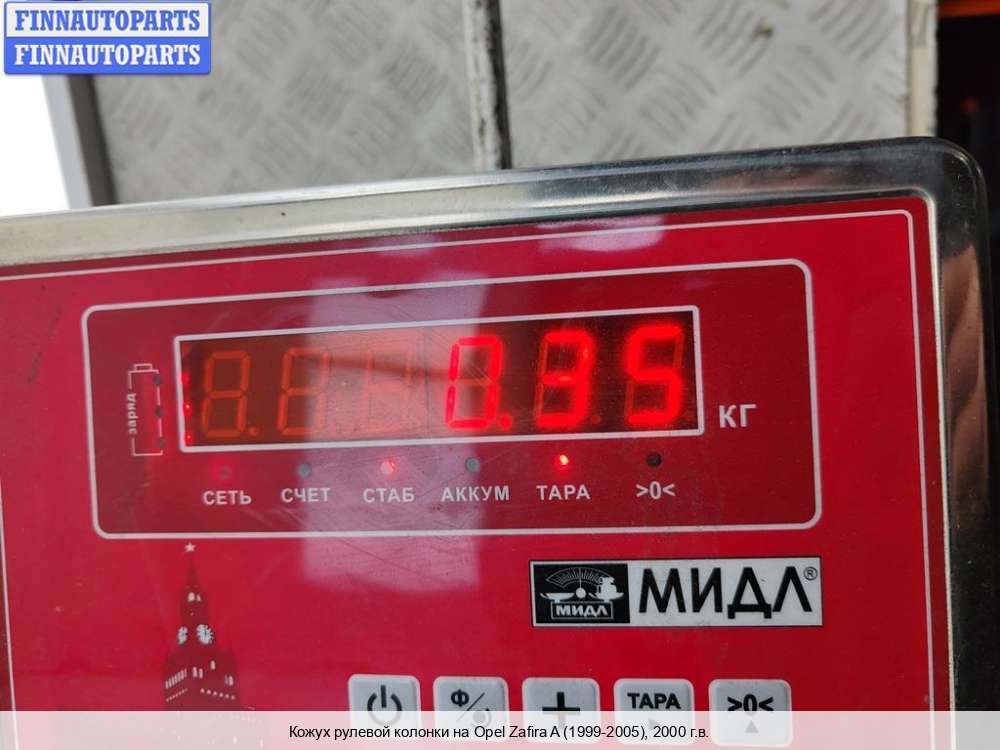 FINNAUTOPARTS
FINNAUTOPARTS
0.35
КГ
заряд
СЕТЬ СЧЕТ СТАБ АККУМ ТАРА >0<
МИДЛ
МИДЛ®
Ф + ТАРА >0<
Кожух рулевой колонки на Opel Zafira A (1999-2005), 2000 г.в.